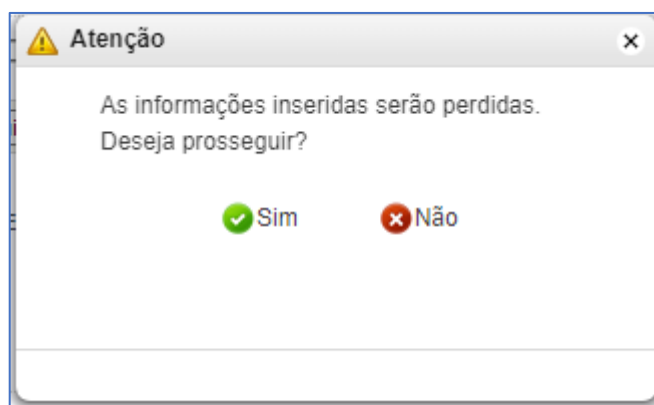 Atenção
As informações inseridas serão perdidas.
Deseja prosseguir?
Sim Não